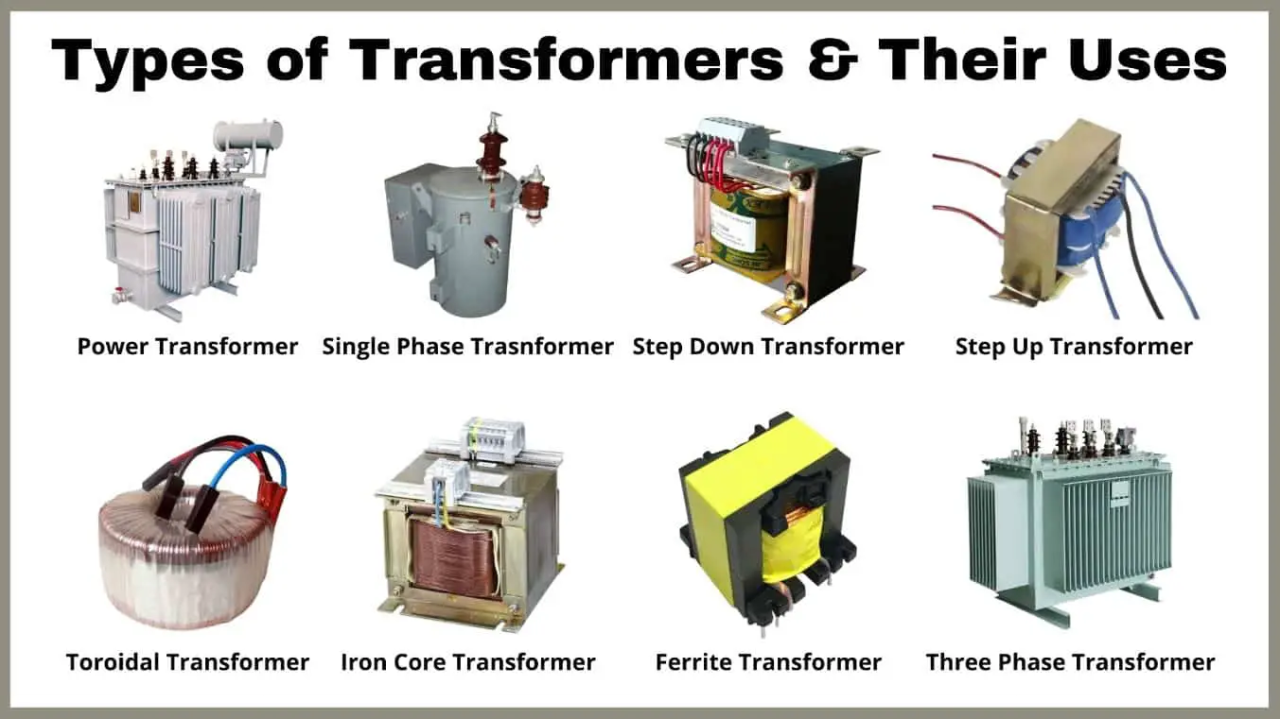 Types of Transformers & Their Uses
Power Transformer
Single Phase Trasnformer
Step Down Transformer
Step Up Transformer
Toroidal Transformer
Iron Core Transformer
Ferrite Transformer
Three Phase Transformer